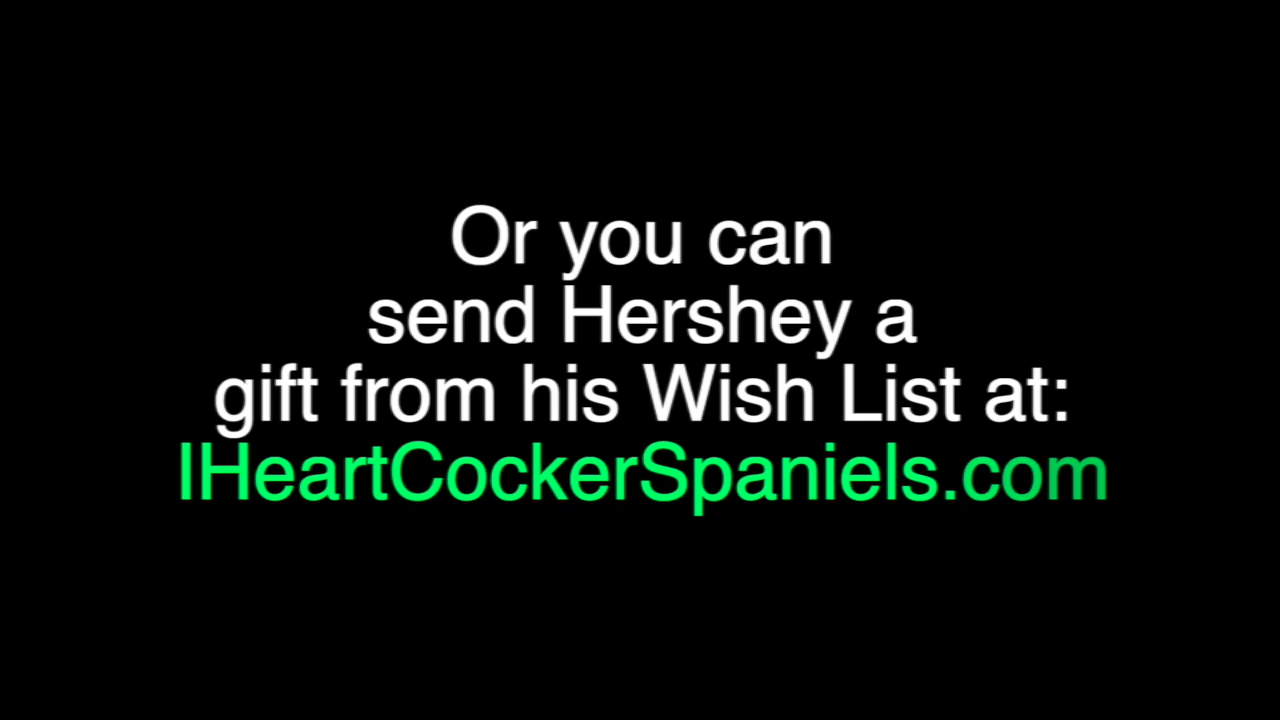 Or you can
send Hershey a
gift from his Wish List at:
IHeartCockerSpaniels.com